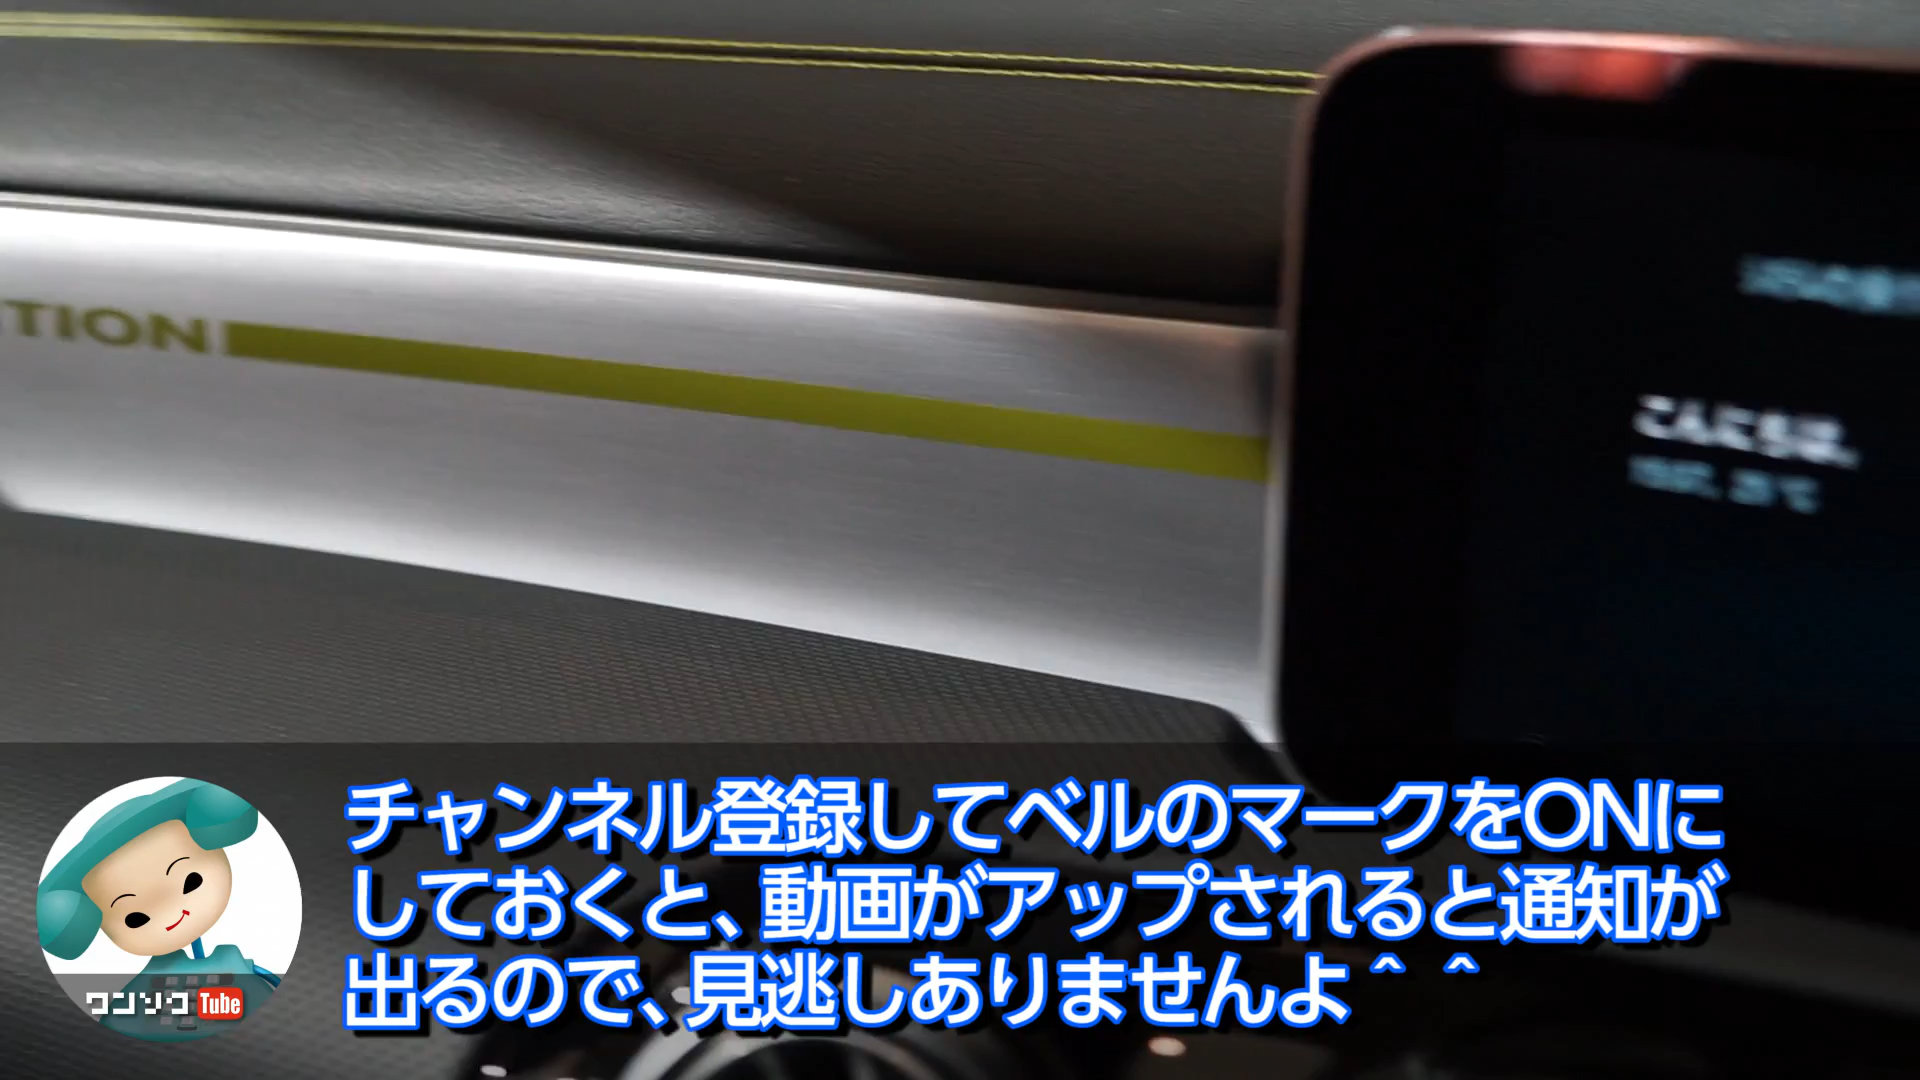 TION
こんにちは。
チャンネル登録してベルのマークをONに
しておくと、動画がアップされると通知が
出るので、見逃しありませんよ＾＾
ワンソクTube